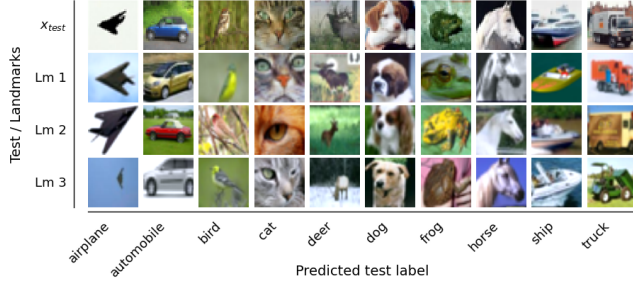 x_test
Lm 1
Lm 2
Lm 3
Test / Landmarks
airplane
automobile
bird
cat
deer
dog
frog
horse
ship
truck
Predicted test label